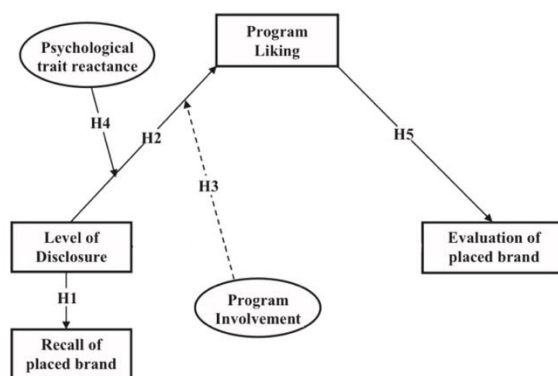 Program
Liking
Psychological
trait reactance
H4
H2
H5
H3
Level of
Disclosure
Evaluation of
placed brand
H1
Program
Involvement
Recall of
placed brand